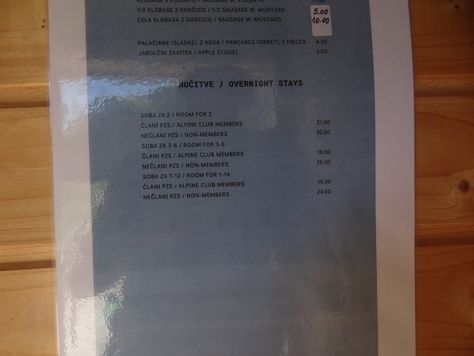 KLOBASA Z POLENTO / SAUSAGE W. POLENTA
1/2 KLOBASE Z GORČICO / 1/2 SAUSAGE W. MUSTARD 5.00
CELA KLOBASA Z GORČICO / SAUSAGE W. MUSTARD 10.00
PALAČINKE (SLADKE), 2 KOSA / PANCAKES (SWEET), 2 PIECES 4.50
JABOLČNI ZAVITEK / APPLE STUDEL 5.00
NOČITVE / OVERNIGHT STAYS
SOBA ZA 2 / ROOM FOR 2
ČLANI PZS / ALPINE CLUB MEMBERS 21.00
NEČLANI PZS / NON-MEMBERS 30.00
SOBA ZA 3-6 / ROOM FOR 3-6
ČLANI PZS / ALPINE CLUB MEMBERS 18.00
NEČLANI PZS / NON-MEMBERS 26.00
SOBA ZA 7-12 / ROOM FOR 1-14
ČLANI PZS / ALPINE CLUB MEMBERS 15.00
NEČLANI PZS / NON-MEMBERS 24.00